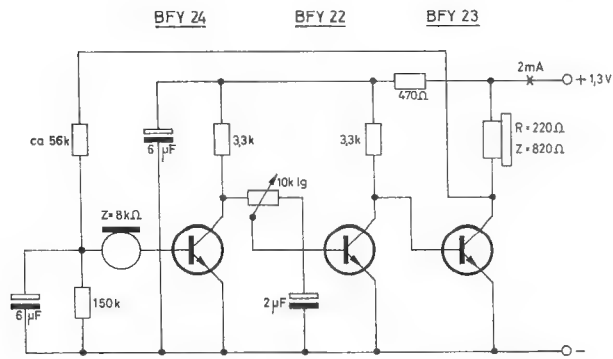 BFY 24 BFY 22 BFY 23
2mA
+ 1,3V
470Ω
ca 56k
6 µF
3,3k
3,3k
R = 220Ω
Z = 820Ω
10k lg
Z = 8kΩ
6 µF
150k
2µF
-